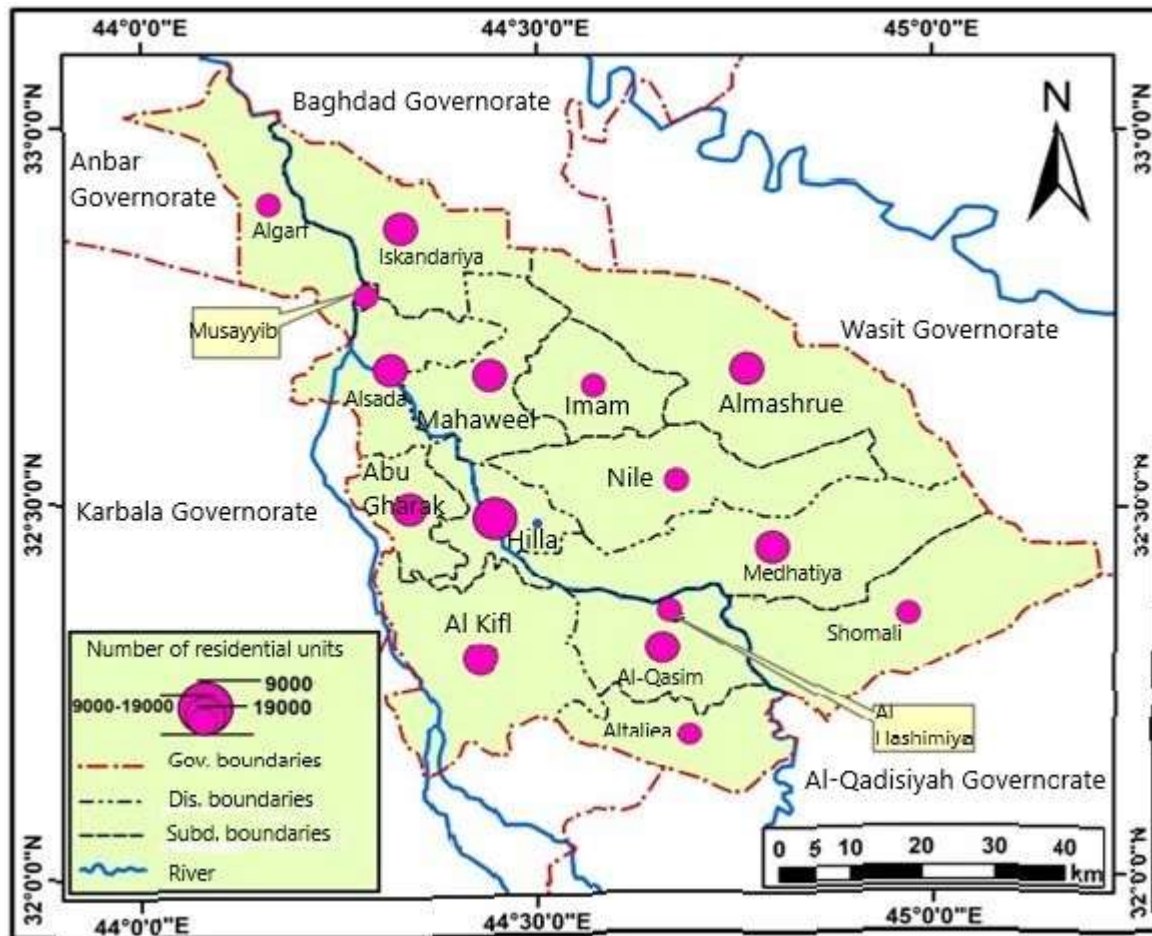 44°0'0"E
44°30'0"E
45°0'0"E
33°0'0"N
33°0'0"N
Baghdad Governorate
N
Anbar
Governorate
Algarf
Iskandariya
Musayyib
Wasit Governorate
Alsada
Mahaweel
Imam
Almashrue
32°30'0"N
32°30'0"N
Abu
Gharak
Nile
Karbala Governorate
Hilla
Medhatiya
Al Kifl
Shomali
Al-Qasim
Altaliea
Al
Hashimiya
Al-Qadisiyah Governcrate
Number of residential units
9000
9000-19000
19000
Gov. boundaries
Dis. boundaries
Subd. boundaries
River
0 5 10 20 30 40
km
32°0'0"N
32°0'0"N
44°0'0"E
44°30'0"E
45°0'0"E